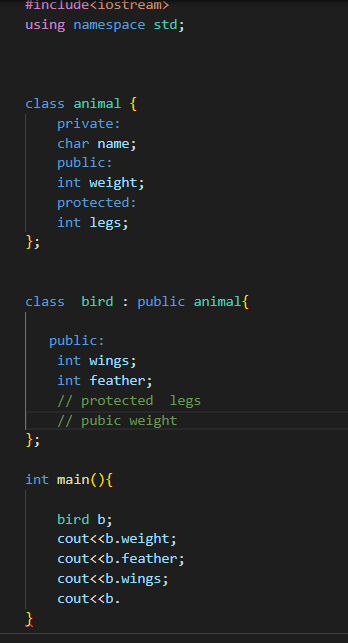 #include<iostream>
using namespace std;
class animal {
private:
char name;
public:
int weight;
protected:
int legs;
};
class  bird : public animal{
public:
int wings;
int feather;
// protected  legs
// pubic weight
};
int main(){
bird b;
cout<<b.weight;
cout<<b.feather;
cout<<b.wings;
cout<<b.
}